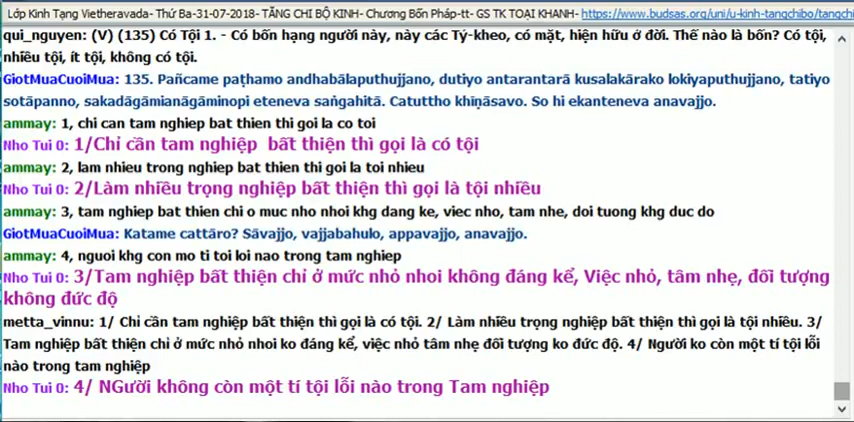 Lớp Kinh Tạng Vietheravada- Thứ Ba-31-07-2018- TĂNG CHI BỘ KINH- Chương Bốn Pháp-tt- GS TK TOẠI KHANH- https://www.budsas.org/uni/u-kinh-tangchibo/tangchi
qui_nguyen: (V) (135) Có Tội 1. - Có bốn hạng người này, này các Tỷ-kheo, có mặt, hiện hữu ở đời. Thế nào là bốn? Có tội,
nhiều tội, ít tội, không có tội.
GiotMuaCuoiMua: 135. Pañcame paṭhamo andhabālaputhujjano, dutiyo antarantarā kusalakārako lokiyaputhujjano, tatiyo
sotāpanno, sakadāgāmianāgāminopi eteneva saṅgahitā. Catuttho khīṇāsavo. So hi ekanteneva anavajjo.
ammay: 1, chi can tam nghiep bat thien thi goi la co toi
Nho Tui 0: 1/Chỉ cần tam nghiệp bất thiện thì gọi là có tội
ammay: 2, lam nhieu trong nghiep bat thien thi goi la toi nhieu
Nho Tui 0: 2/Làm nhiều trọng nghiệp bất thiện thì gọi là tội nhiều
ammay: 3, tam nghiep bat thien chi o muc nho nhoi khg dang ke, viec nho, tam nhe, doi tuong khg duc do
GiotMuaCuoiMua: Katame cattāro? Sāvajjo, vajjabahulo, appavajjo, anavajjo.
ammay: 4, nguoi khg con mo ti toi loi nao trong tam nghiep
Nho Tui 0: 3/Tam nghiệp bất thiện chỉ ở mức nhỏ nhoi không đáng kể, Việc nhỏ, tâm nhẹ, đối tượng
không đức độ
metta_vinnu: 1/ Chỉ cần tam nghiệp bất thiện thì gọi là có tội. 2/ Làm nhiều trọng nghiệp bất thiện thì gọi là tội nhiều. 3/
Tam nghiệp bất thiện chỉ ở mức nhỏ nhoi ko đáng kể, việc nhỏ tâm nhẹ đối tượng ko đức độ. 4/ Người ko còn một tí tội lỗi
nào trong tam nghiệp
Nho Tui 0: 4/ NGười không còn một tí tội lỗi nào trong Tam nghiệp